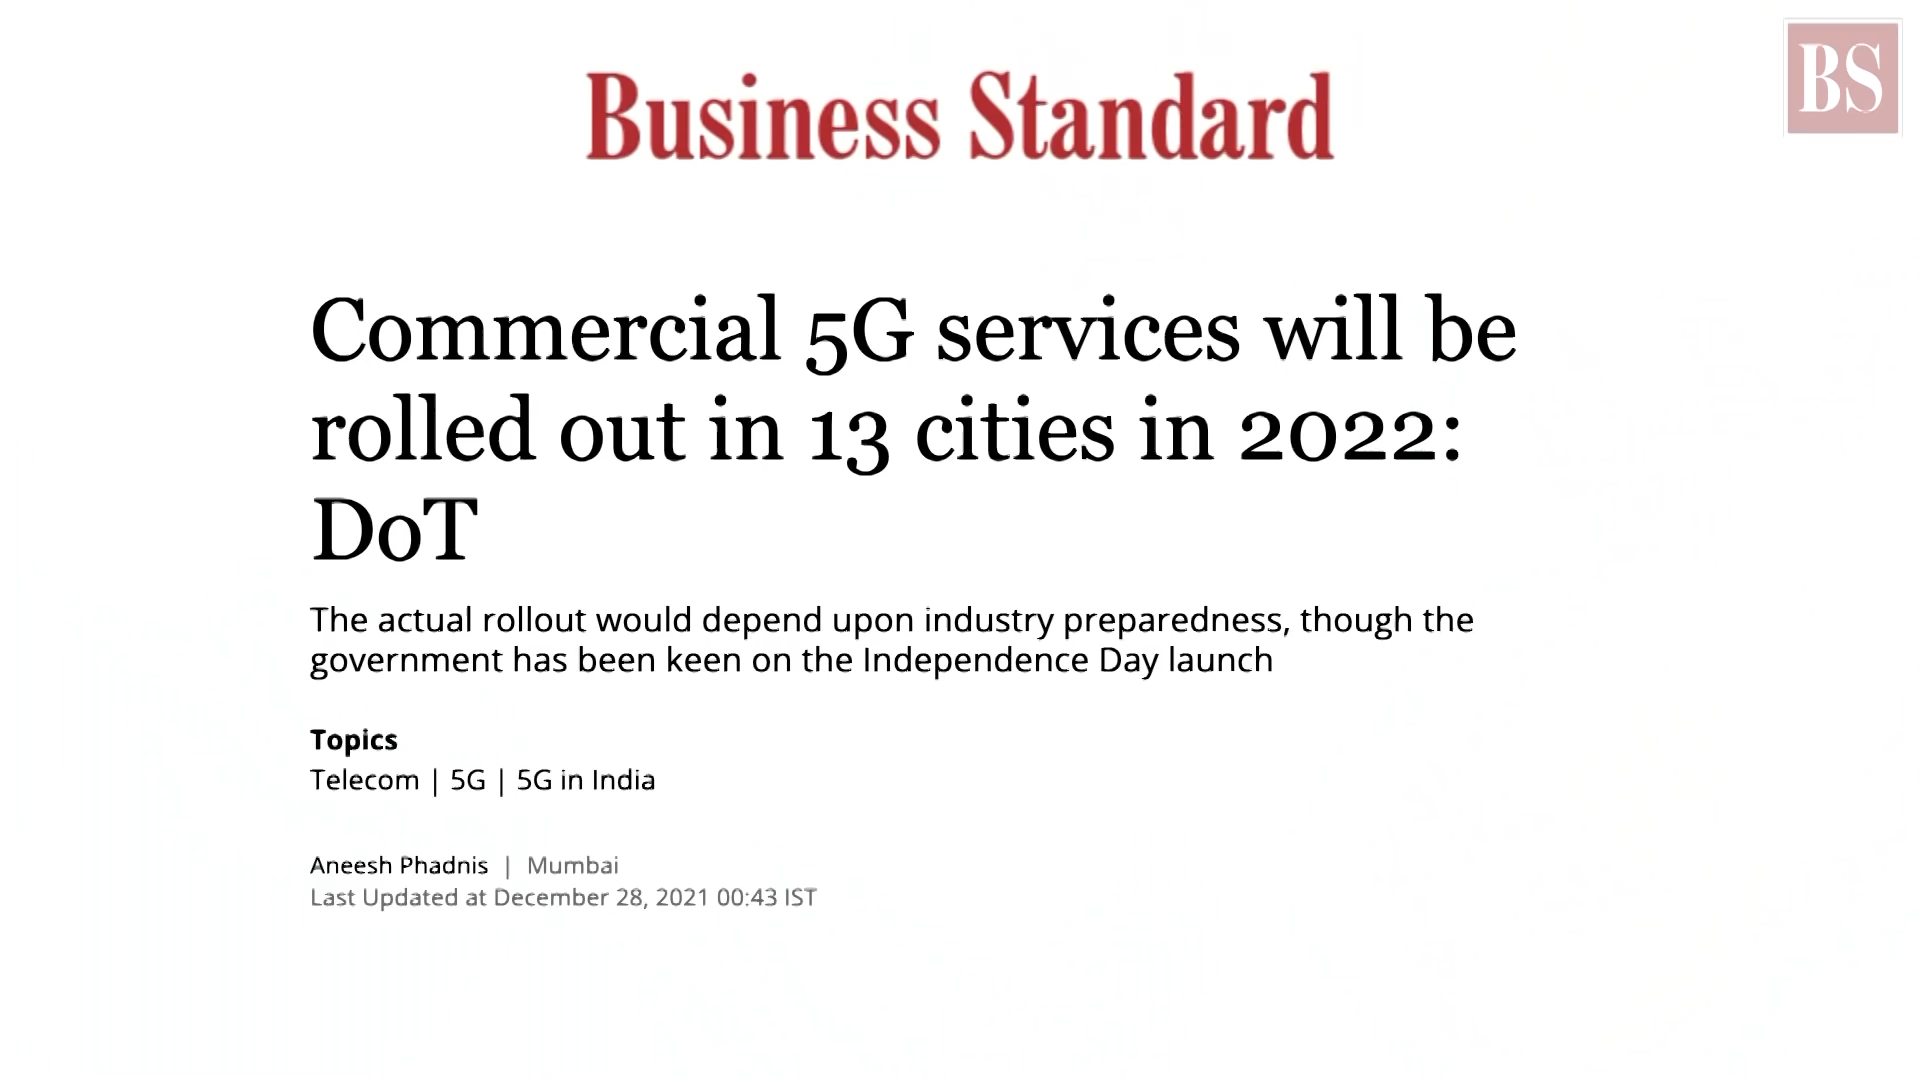 BS
Business Standard
Commercial 5G services will be
rolled out in 13 cities in 2022:
DoT
The actual rollout would depend upon industry preparedness, though the
government has been keen on the Independence Day launch
Topics
Telecom | 5G | 5G in India
Aneesh Phadnis | Mumbai
Last Updated at December 28, 2021 00:43 IST